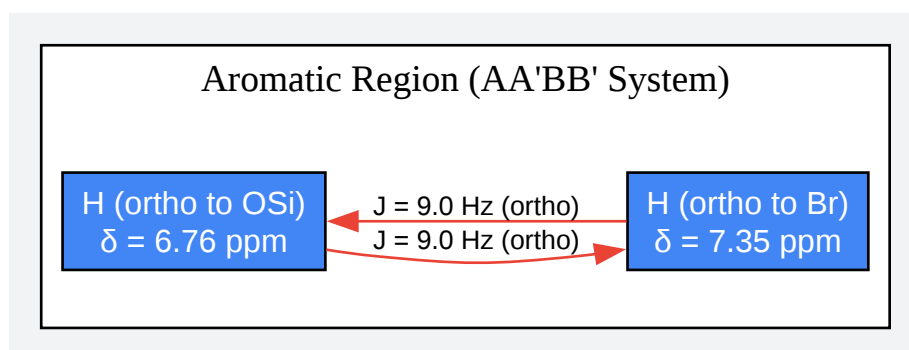 Aromatic Region (AA'BB' System)
H (ortho to OSi)
δ = 6.76 ppm
J = 9.0 Hz (ortho)
J = 9.0 Hz (ortho)
H (ortho to Br)
δ = 7.35 ppm